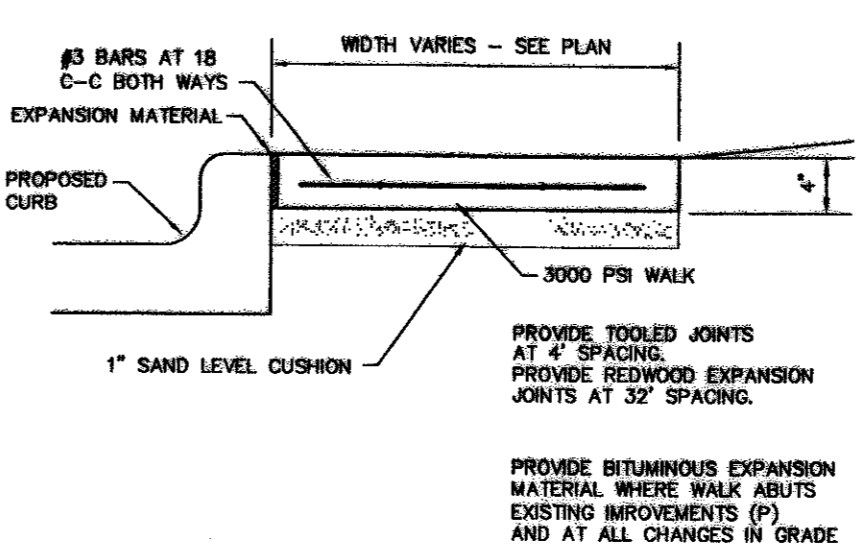 WIDTH VARIES - SEE PLAN
#3 BARS AT 18
C-C BOTH WAYS
EXPANSION MATERIAL
PROPOSED
CURB
4"
3000 PSI WALK
1" SAND LEVEL CUSHION
PROVIDE TOOLED JOINTS
AT 4' SPACING.
PROVIDE REDWOOD EXPANSION
JOINTS AT 32' SPACING.
PROVIDE BITUMINOUS EXPANSION
MATERIAL WHERE WALK ABUTS
EXISTING IMROVEMENTS (P)
AND AT ALL CHANGES IN GRADE